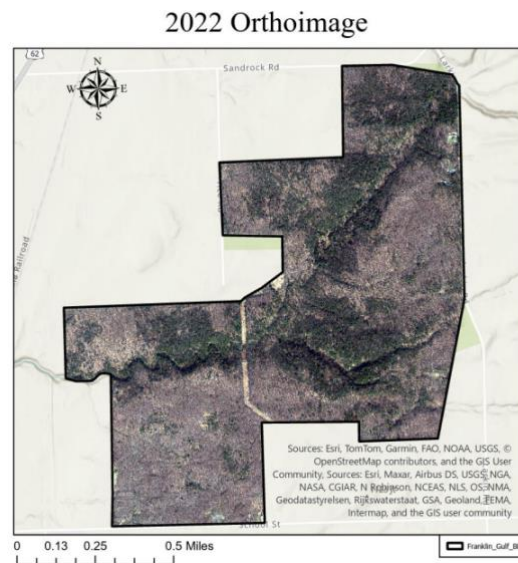 2022 Orthoimage
62
Sandrock Rd
Lark
N
W E
S
Railroad
Sources: Esri, TomTom, Garmin, FAO, NOAA, USGS, ©
OpenStreetMap contributors, and the GIS User
Community, Sources: Esri, Maxar, Airbus DS, USGS, NGA,
NASA, CGIAR, N Robinson, NCEAS, NLS, OS, NMA,
Geodatastyrelsen, Rijkswaterstaat, GSA, Geoland, FEMA,
Intermap, and the GIS user community
School St
0 0.13 0.25 0.5 Miles
Franklin_Gulf_B